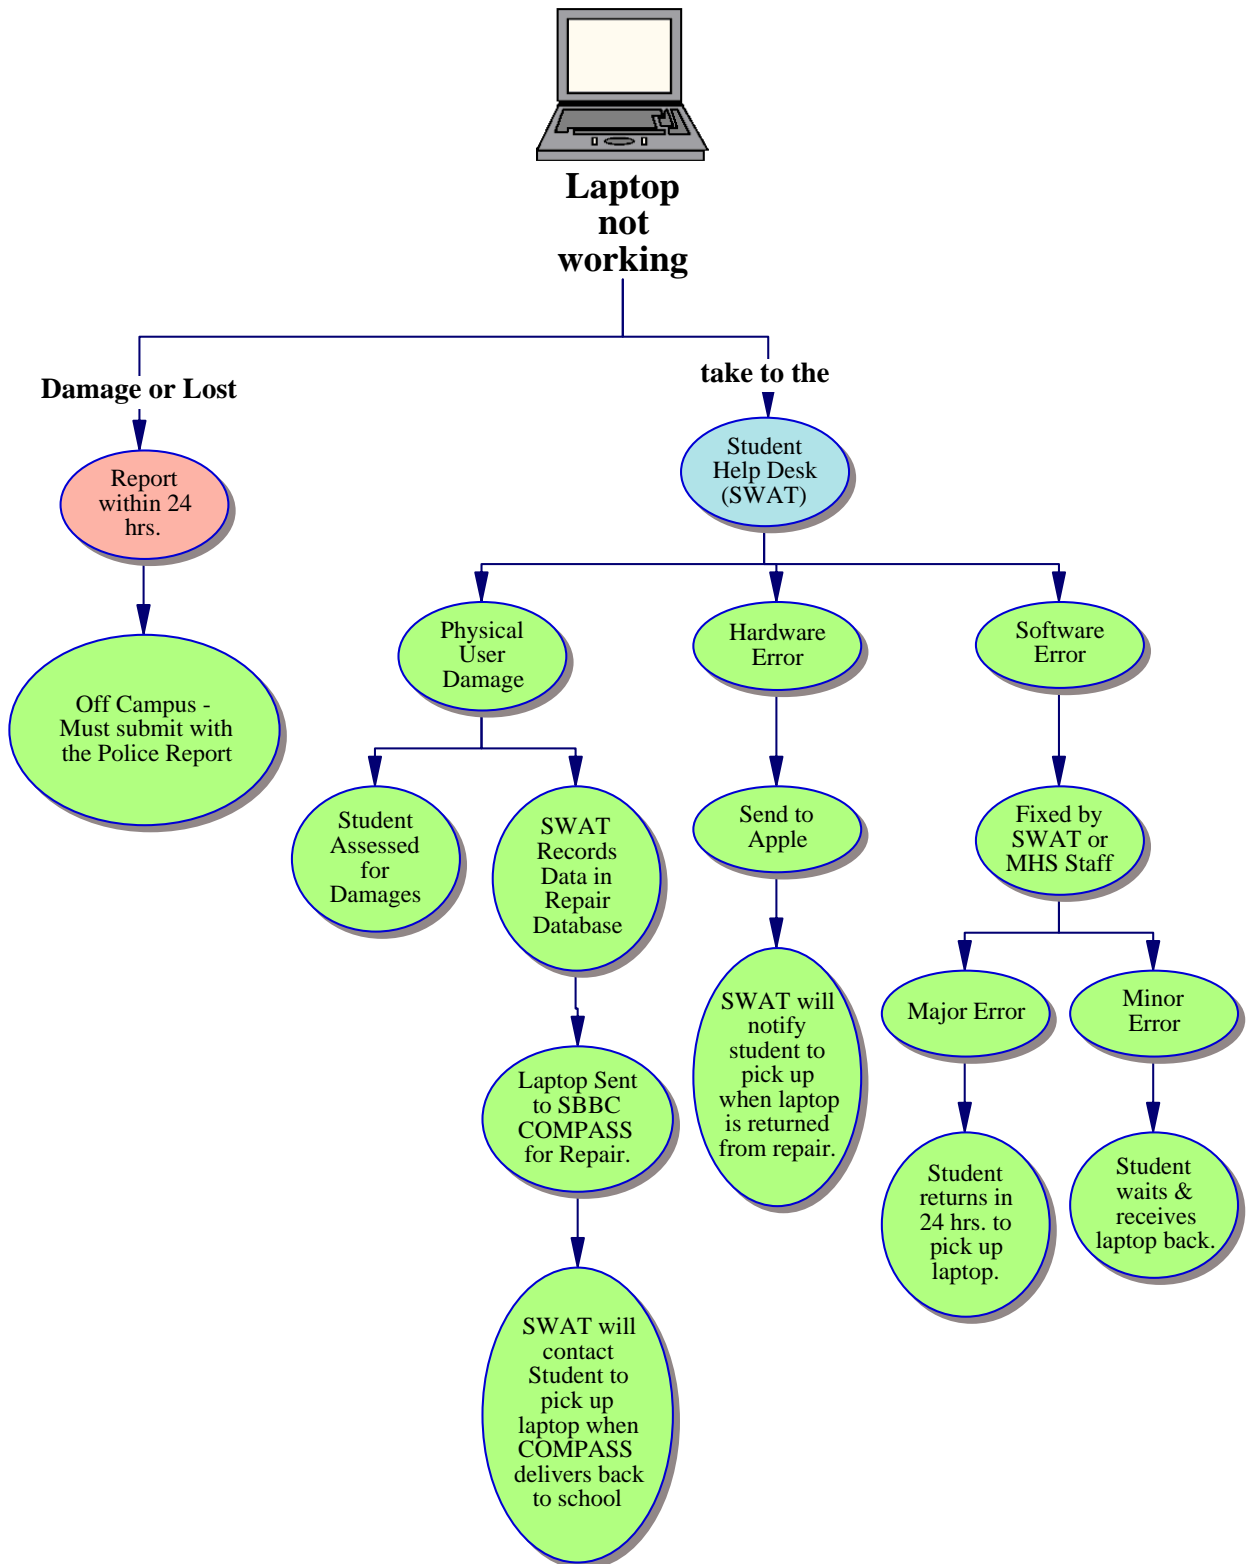 Laptop
not
working
Damage or Lost
take to the
Report
within 24
hrs.
Student
Help Desk
(SWAT)
Off Campus -
Must submit with
the Police Report
Physical
User
Damage
Hardware
Error
Software
Error
Student
Assessed
for
Damages
SWAT
Records
Data in
Repair
Database
Send to
Apple
Fixed by
SWAT or
MHS Staff
Laptop Sent
to SBBC
COMPASS
for Repair.
SWAT will
notify
student to
pick up
when laptop
is returned
from repair.
Major Error
Minor
Error
Student
returns in
24 hrs. to
pick up
laptop.
Student
waits &
receives
laptop back.
SWAT will
contact
Student to
pick up
laptop when
COMPASS
delivers back
to school